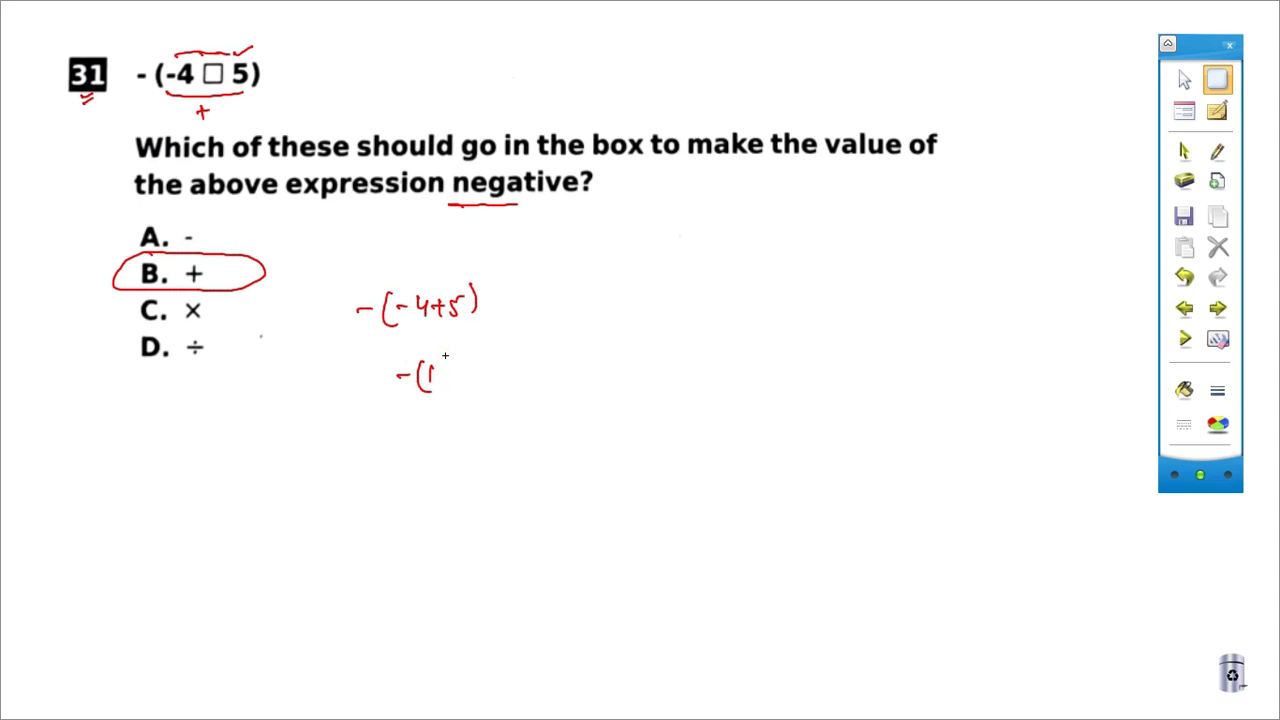 31 - (-4 □ 5)
+
Which of these should go in the box to make the value of
the above expression negative?
A. -
B. +
C. ×
D. ÷
-(-4+5)
-(1